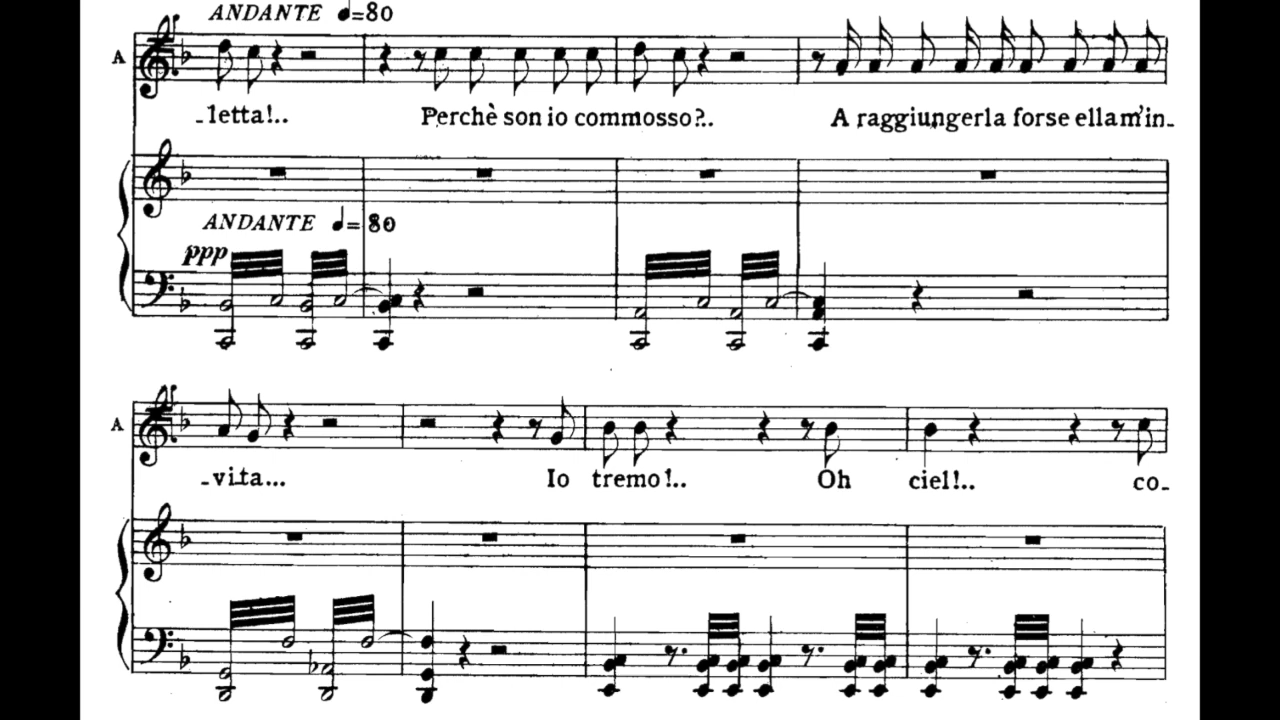 ANDANTE ♩=80
A
-letta!.. Perchè son io commosso?.. A raggiungerla forse ella m'in-
ANDANTE ♩=80
ppp
A
-vita... Io tremo!.. Oh ciel!.. co-